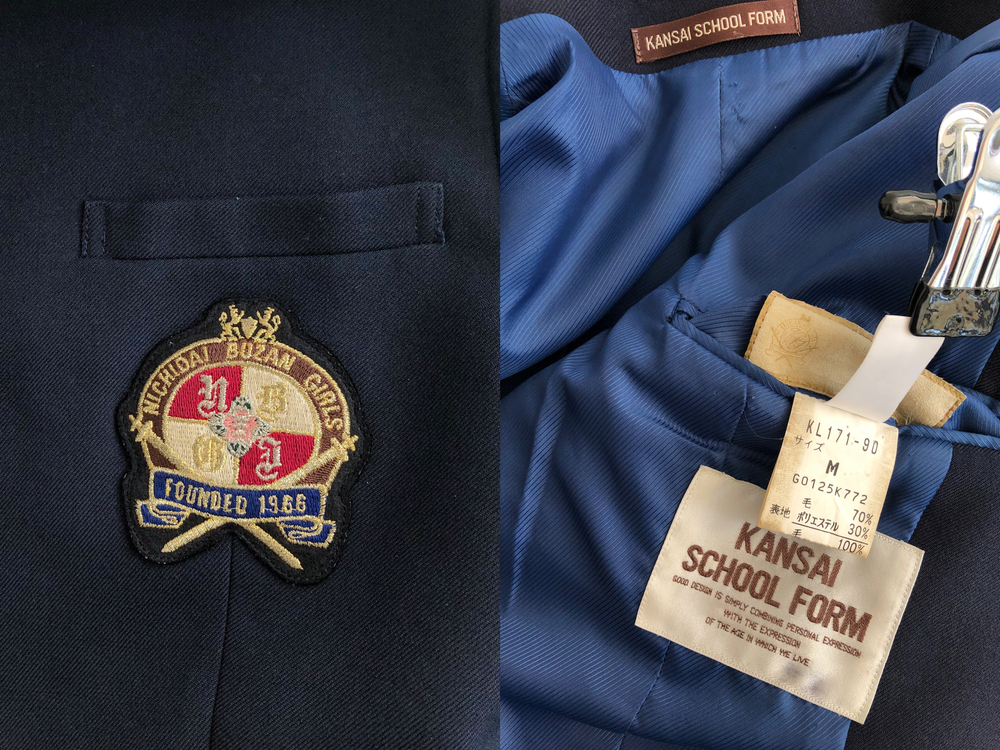 NICHIDAI BUZAN GIRLS
N B
G J
FOUNDED 1966
KANSAI SCHOOL FORM
KL171-90
サイズ
M
G0125K772
毛 70%
表地 ポリエステル 30%
毛 100%
KANSAI
SCHOOL FORM
GOOD DESIGN IS SIMPLY COMBINING PERSONAL EXPRESSION
WITH THE EXPRESSION
OF THE AGE IN WHICH WE LIVE